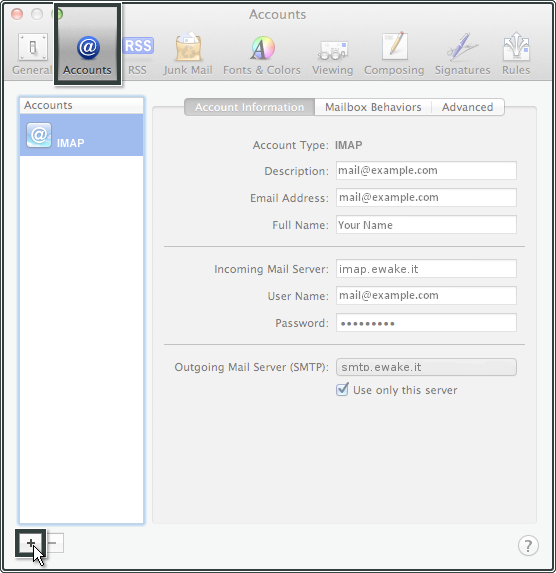 Accounts
General Accounts RSS Junk Mail Fonts & Colors Viewing Composing Signatures Rules
RSS
Accounts
IMAP
Account Information Mailbox Behaviors Advanced
Account Type: IMAP
Description: mail@example.com
Email Address: mail@example.com
Full Name: Your Name
Incoming Mail Server: imap.ewake.it
User Name: mail@example.com
Password: •••••••••
Outgoing Mail Server (SMTP): smtp.ewake.it
Use only this server
+ −
?